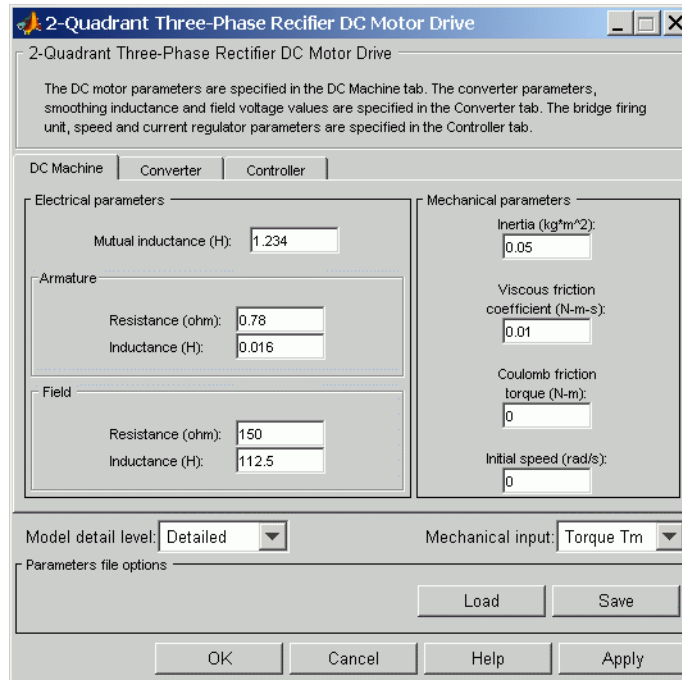 2-Quadrant Three-Phase Recifier DC Motor Drive
2-Quadrant Three-Phase Rectifier DC Motor Drive
The DC motor parameters are specified in the DC Machine tab. The converter parameters,
smoothing inductance and field voltage values are specified in the Converter tab. The bridge firing
unit, speed and current regulator parameters are specified in the Controller tab.
DC Machine Converter Controller
Electrical parameters
Mutual inductance (H): 1.234
Armature
Resistance (ohm): 0.78
Inductance (H): 0.016
Field
Resistance (ohm): 150
Inductance (H): 112.5
Mechanical parameters
Inertia (kg*m^2):
0.05
Viscous friction
coefficient (N-m-s):
0.01
Coulomb friction
torque (N-m):
0
Initial speed (rad/s):
0
Model detail level: Detailed Mechanical input: Torque Tm
Parameters file options
Load Save
OK Cancel Help Apply